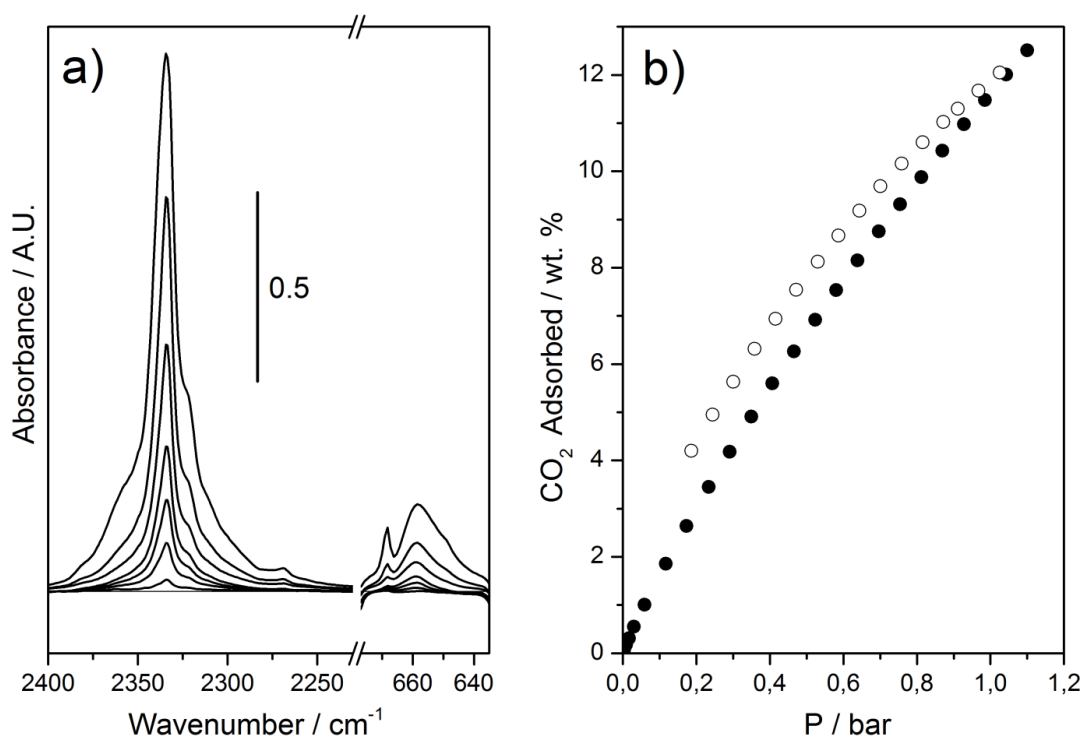 a)
0.5
Absorbance / A.U.
2400 2350 2300 2250 660 640
Wavenumber / cm⁻¹
b)
12
10
8
6
4
2
0
CO₂ Adsorbed / wt. %
0,0 0,2 0,4 0,6 0,8 1,0 1,2
P / bar